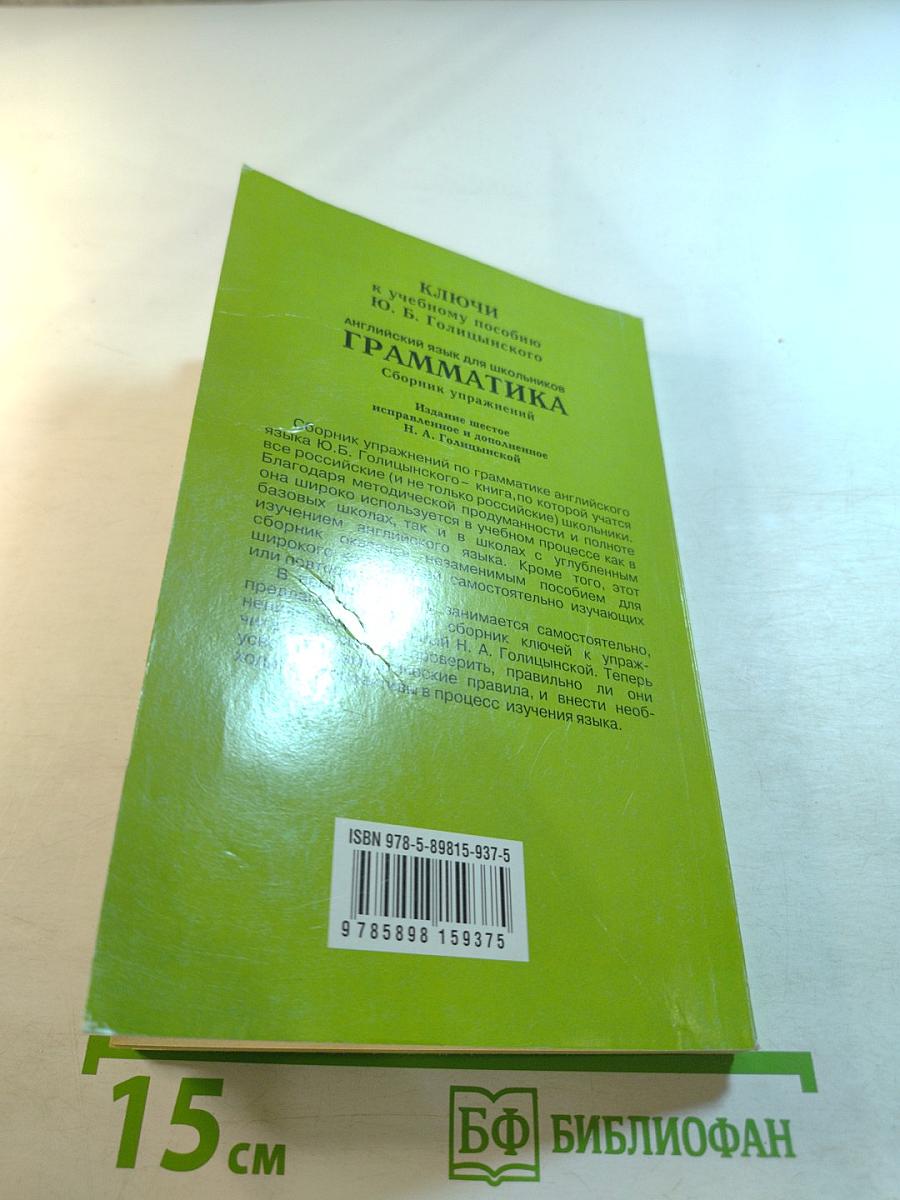 КЛЮЧИ
к учебному пособию
Ю. Б. Голицынского
АНГЛИЙСКИЙ ЯЗЫК ДЛЯ ШКОЛЬНИКОВ
ГРАММАТИКА
Сборник упражнений
Издание шестое
исправленное и дополненное
Н. А. Голицынской
Сборник упражнений по грамматике английского
языка Ю.Б. Голицынского – книга, по которой учатся
все российские (и не только российские) школьники.
Благодаря методической продуманности и полноте
она широко используется в учебном процессе как в
базовых школах, так и в школах с углубленным
изучением английского языка. Кроме того, этот
сборник незаменимым пособием для
широкого самостоятельно изучающих
или
В занимается самостоятельно,
сборник ключей к упраж-
Н. А. Голицынской. Теперь
проверить, правильно ли они
правила, и внести необ-
в процесс изучения языка.
ISBN 978-5-89815-937-5
9 785898 159375
15 см
БФ БИБЛИОФАН